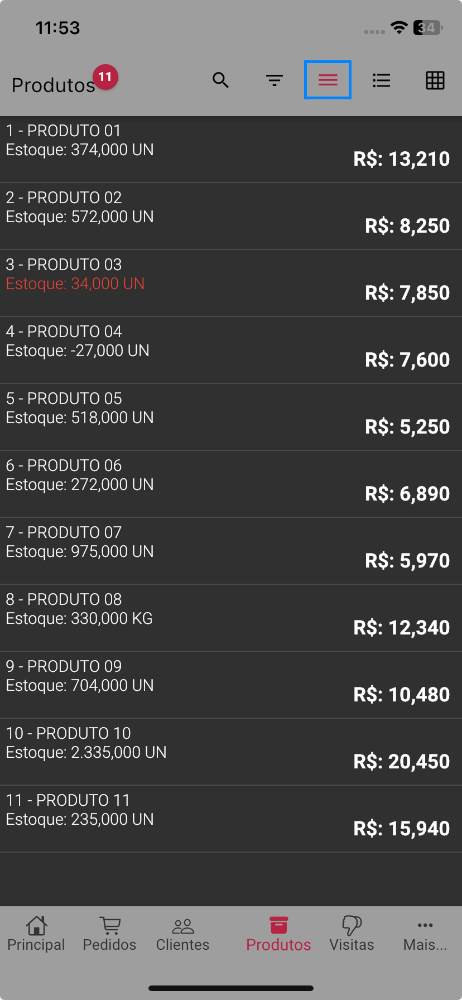 11:53
34
Produtos
11
1 - PRODUTO 01
Estoque: 374,000 UN
R$: 13,210
2 - PRODUTO 02
Estoque: 572,000 UN
R$: 8,250
3 - PRODUTO 03
Estoque: 34,000 UN
R$: 7,850
4 - PRODUTO 04
Estoque: -27,000 UN
R$: 7,600
5 - PRODUTO 05
Estoque: 518,000 UN
R$: 5,250
6 - PRODUTO 06
Estoque: 272,000 UN
R$: 6,890
7 - PRODUTO 07
Estoque: 975,000 UN
R$: 5,970
8 - PRODUTO 08
Estoque: 330,000 KG
R$: 12,340
9 - PRODUTO 09
Estoque: 704,000 UN
R$: 10,480
10 - PRODUTO 10
Estoque: 2.335,000 UN
R$: 20,450
11 - PRODUTO 11
Estoque: 235,000 UN
R$: 15,940
Principal
Pedidos
Clientes
Produtos
Visitas
Mais...